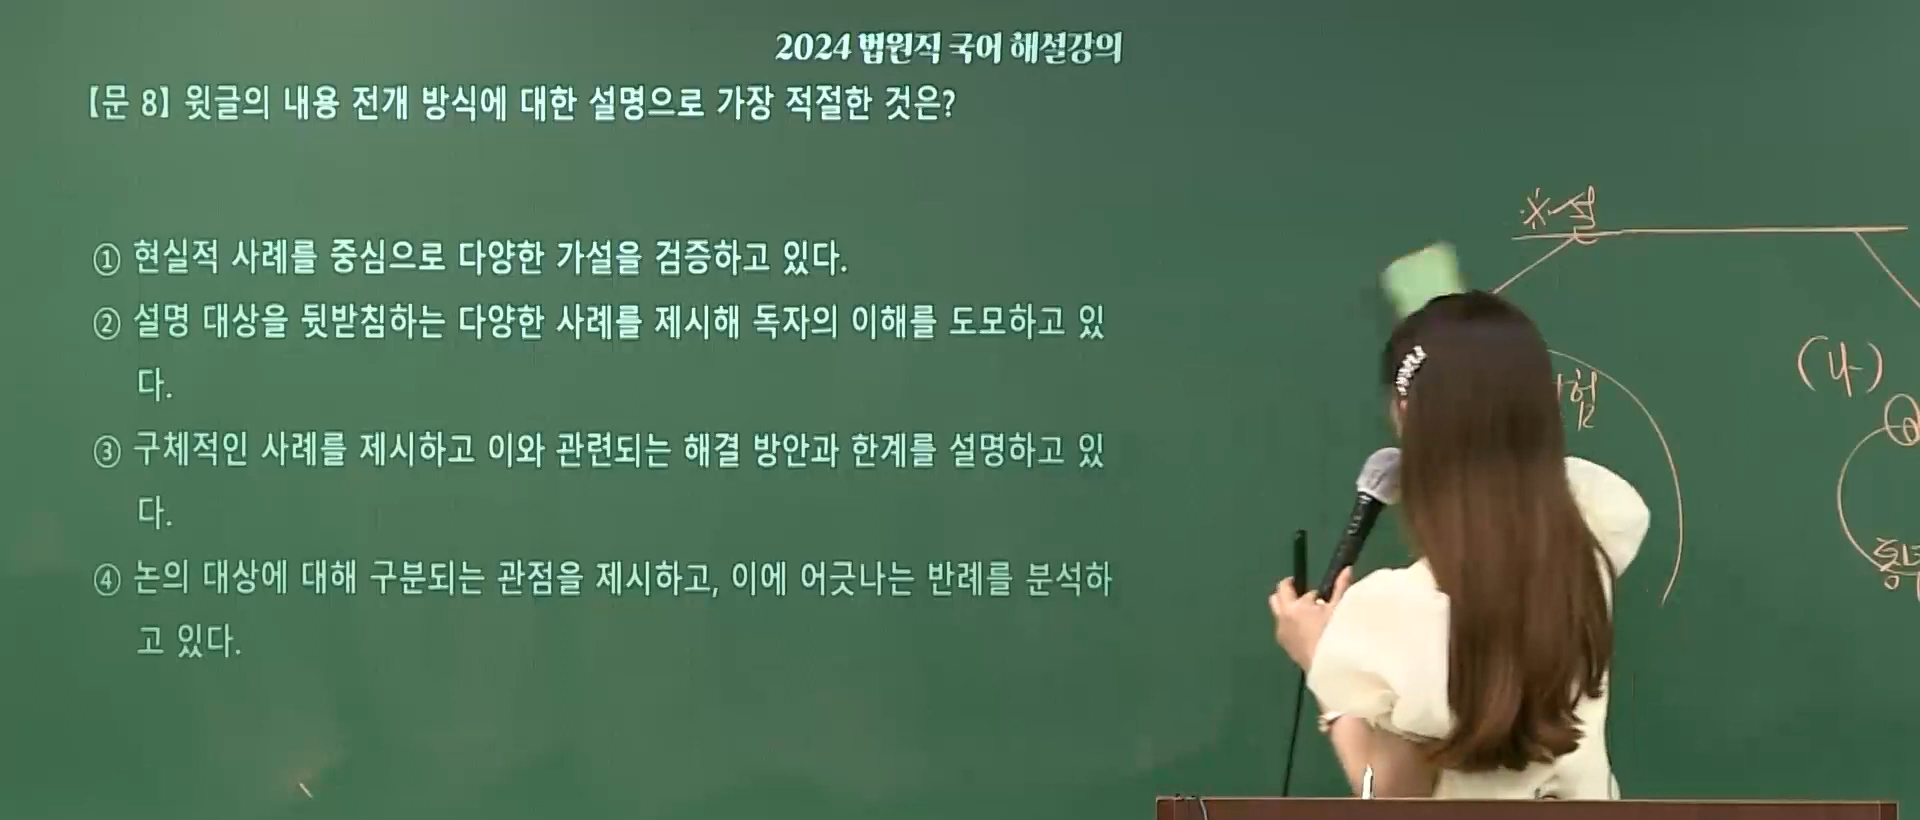 2024 법원직 국어 해설강의
【문 8】 윗글의 내용 전개 방식에 대한 설명으로 가장 적절한 것은?
① 현실적 사례를 중심으로 다양한 가설을 검증하고 있다.
② 설명 대상을 뒷받침하는 다양한 사례를 제시해 독자의 이해를 도모하고 있
다.
③ 구체적인 사례를 제시하고 이와 관련되는 해결 방안과 한계를 설명하고 있
다.
④ 논의 대상에 대해 구분되는 관점을 제시하고, 이에 어긋나는 반례를 분석하
고 있다.
※설
험
(나)